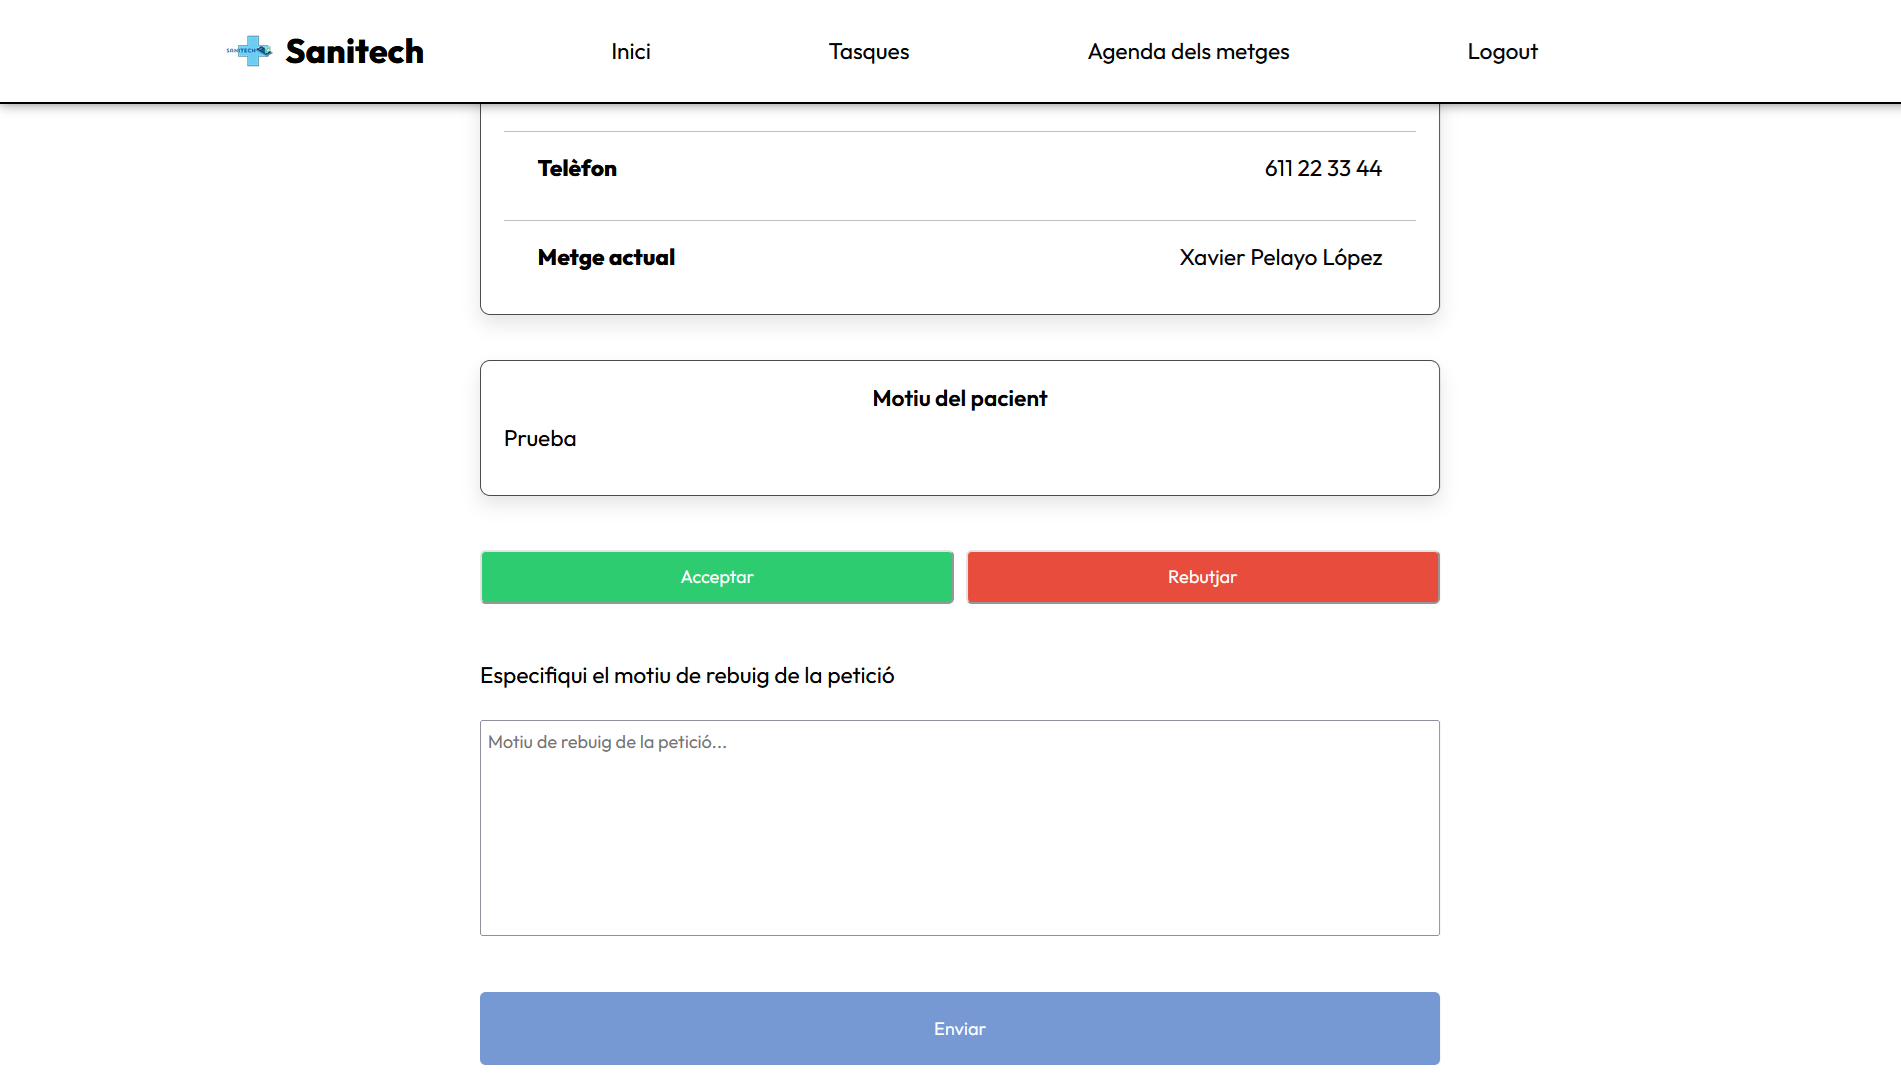 SANITECH
Sanitech
Inici
Tasques
Agenda dels metges
Logout
Telèfon
611 22 33 44
Metge actual
Xavier Pelayo López
Motiu del pacient
Prueba
Acceptar
Rebutjar
Especifiqui el motiu de rebuig de la petició
Motiu de rebuig de la petició...
Enviar